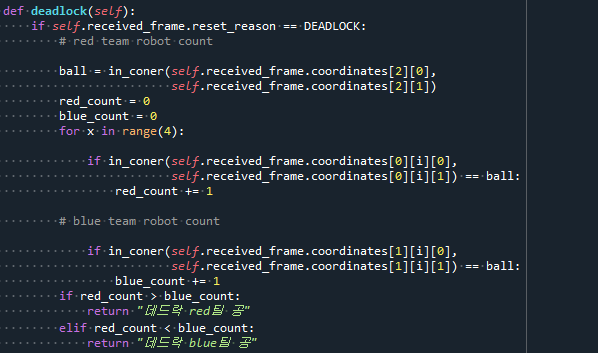 def deadlock(self):
    if self.received_frame.reset_reason == DEADLOCK:
        # red team robot count

        ball = in_coner(self.received_frame.coordinates[2][0],
                        self.received_frame.coordinates[2][1])
        red_count = 0
        blue_count = 0
        for x in range(4):

            if in_coner(self.received_frame.coordinates[0][i][0],
                        self.received_frame.coordinates[0][i][1]) == ball:
                red_count += 1

        # blue team robot count

            if in_coner(self.received_frame.coordinates[1][i][0],
                        self.received_frame.coordinates[1][i][1]) == ball:
                blue_count += 1
        if red_count > blue_count:
            return "데드락 red팀 공"
        elif red_count < blue_count:
            return "데드락 blue팀 공"